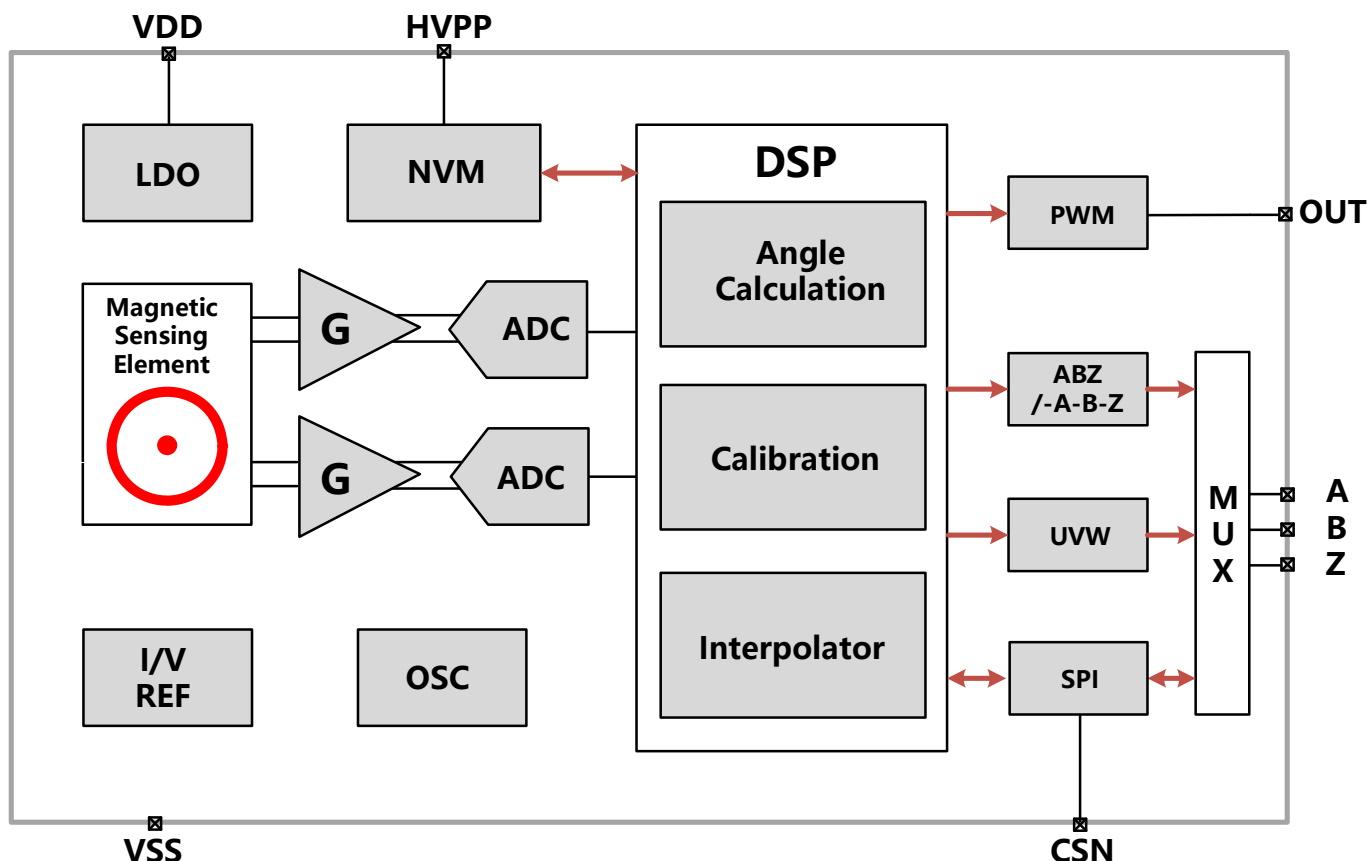 VDD
HVPP
LDO
NVM
DSP
Angle
Calculation
PWM
OUT
Magnetic
Sensing
Element
G
ADC
ABZ
/-A-B-Z
G
ADC
Calibration
UVW
M
U
X
A
B
Z
I/V
REF
OSC
Interpolator
SPI
VSS
CSN